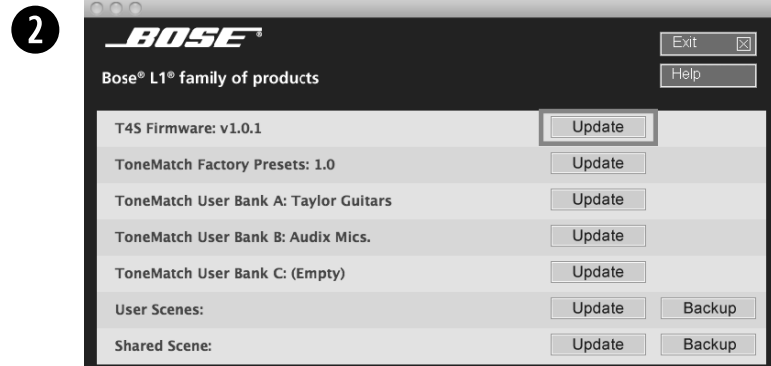 2
BOSE®
Exit
Bose® L1® family of products
Help
T4S Firmware: v1.0.1 Update
ToneMatch Factory Presets: 1.0 Update
ToneMatch User Bank A: Taylor Guitars Update
ToneMatch User Bank B: Audix Mics. Update
ToneMatch User Bank C: (Empty) Update
User Scenes: Update Backup
Shared Scene: Update Backup